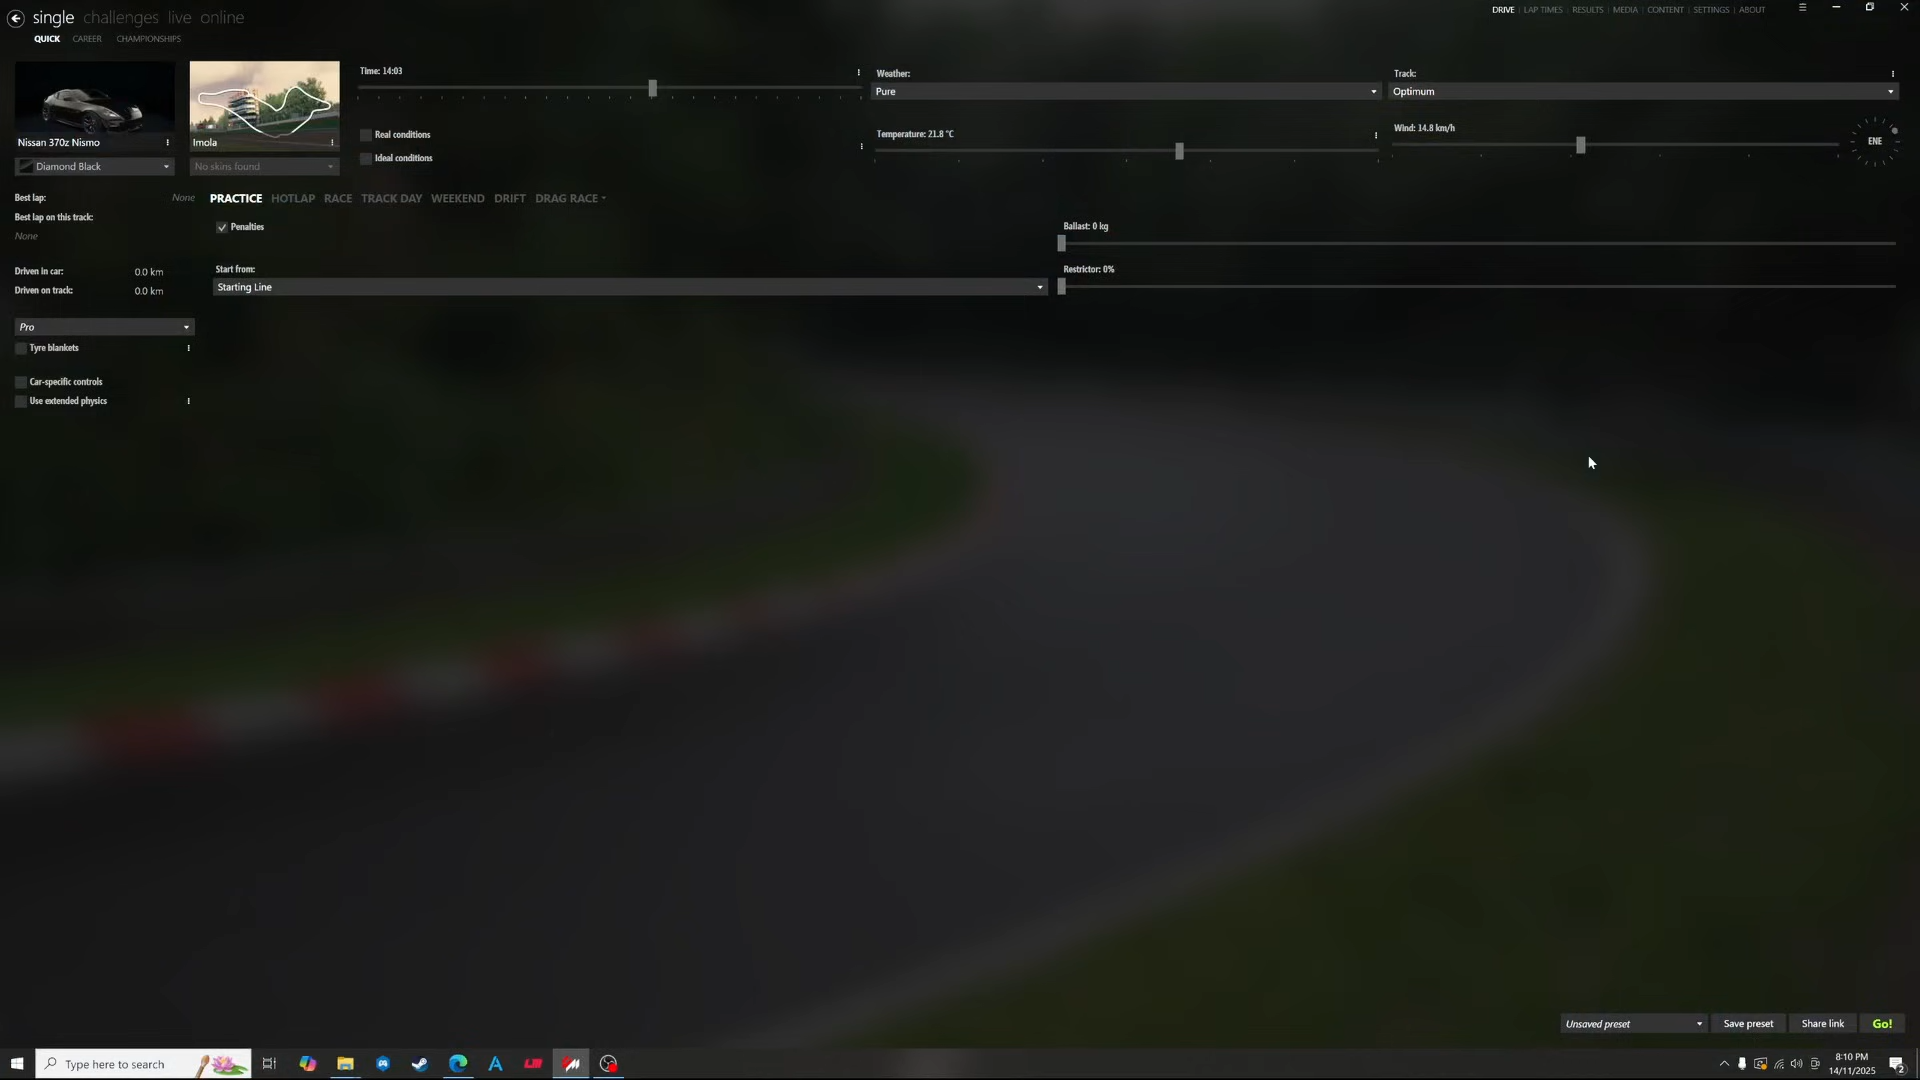 single challenges live online
DRIVE | LAP TIMES | RESULTS | MEDIA | CONTENT | SETTINGS | ABOUT
QUICK CAREER CHAMPIONSHIPS
Nissan 370z Nismo
Imola
Diamond Black
No skins found
Time: 14:03
Real conditions
Ideal conditions
Weather:
Pure
Temperature: 21.8 °C
Track:
Optimum
Wind: 14.8 km/h
ENE
Best lap: None
Best lap on this track:
None
Driven in car: 0.0 km
Driven on track: 0.0 km
Pro
Tyre blankets
Car-specific controls
Use extended physics
PRACTICE HOTLAP RACE TRACK DAY WEEKEND DRIFT DRAG RACE
Penalties
Start from:
Starting Line
Ballast: 0 kg
Restrictor: 0%
Unsaved preset
Save preset
Share link
Go!
Type here to search
8:10 PM
14/11/2025
2